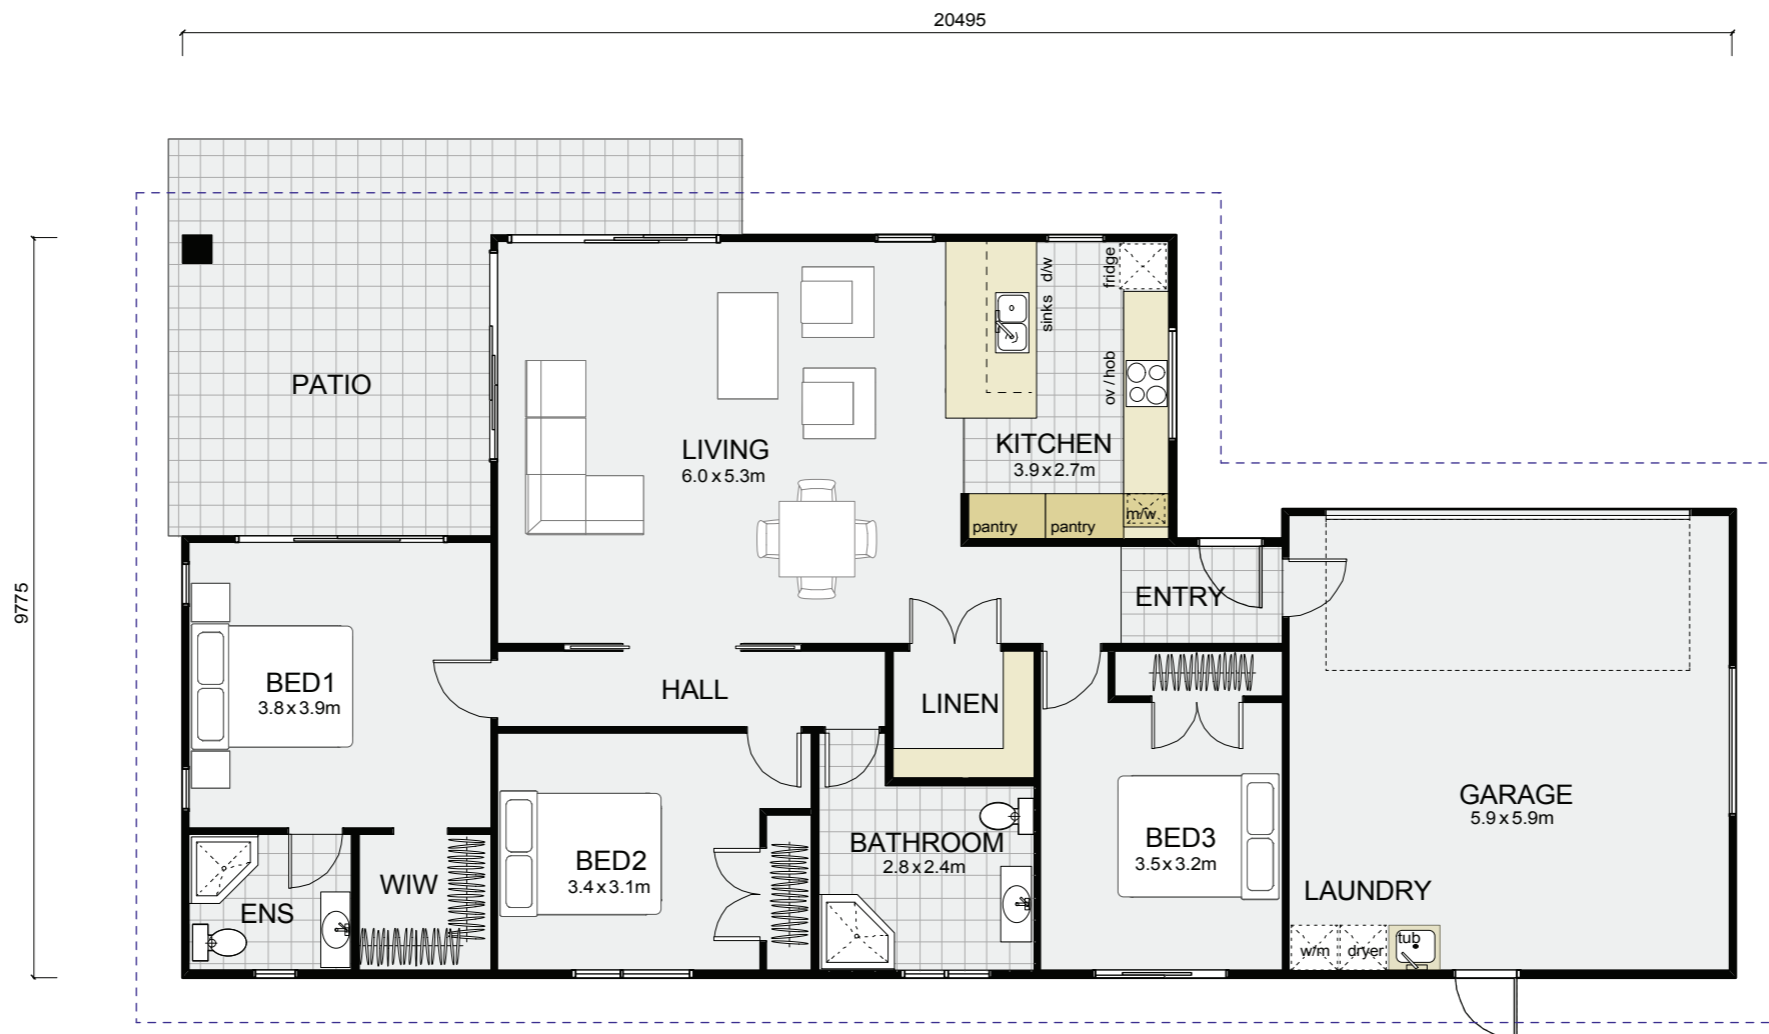 20495
9775
PATIO
LIVING
6.0 x 5.3m
sinks
d/w
fridge
ov/hob
KITCHEN
3.9 x 2.7m
pantry
pantry
m/w
ENTRY
BED1
3.8 x 3.9m
HALL
LINEN
GARAGE
5.9 x 5.9m
BED2
3.4 x 3.1m
BATHROOM
2.8 x 2.4m
BED3
3.5 x 3.2m
WIW
ENS
LAUNDRY
w/m
dryer
tub